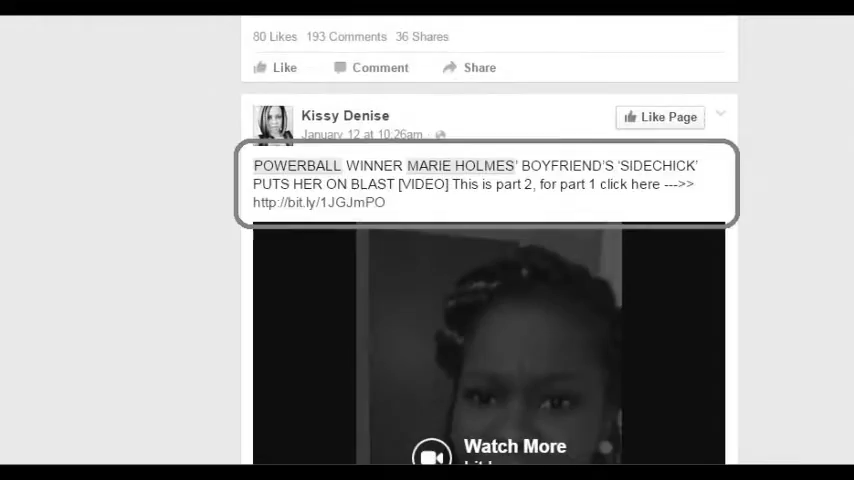 80 Likes 193 Comments 36 Shares
Like Comment Share
Kissy Denise Like Page
January 12 at 10:26am
POWERBALL WINNER MARIE HOLMES' BOYFRIEND'S 'SIDECHICK'
PUTS HER ON BLAST [VIDEO] This is part 2, for part 1 click here --->>
http://bit.ly/1JGJmPO
Watch More